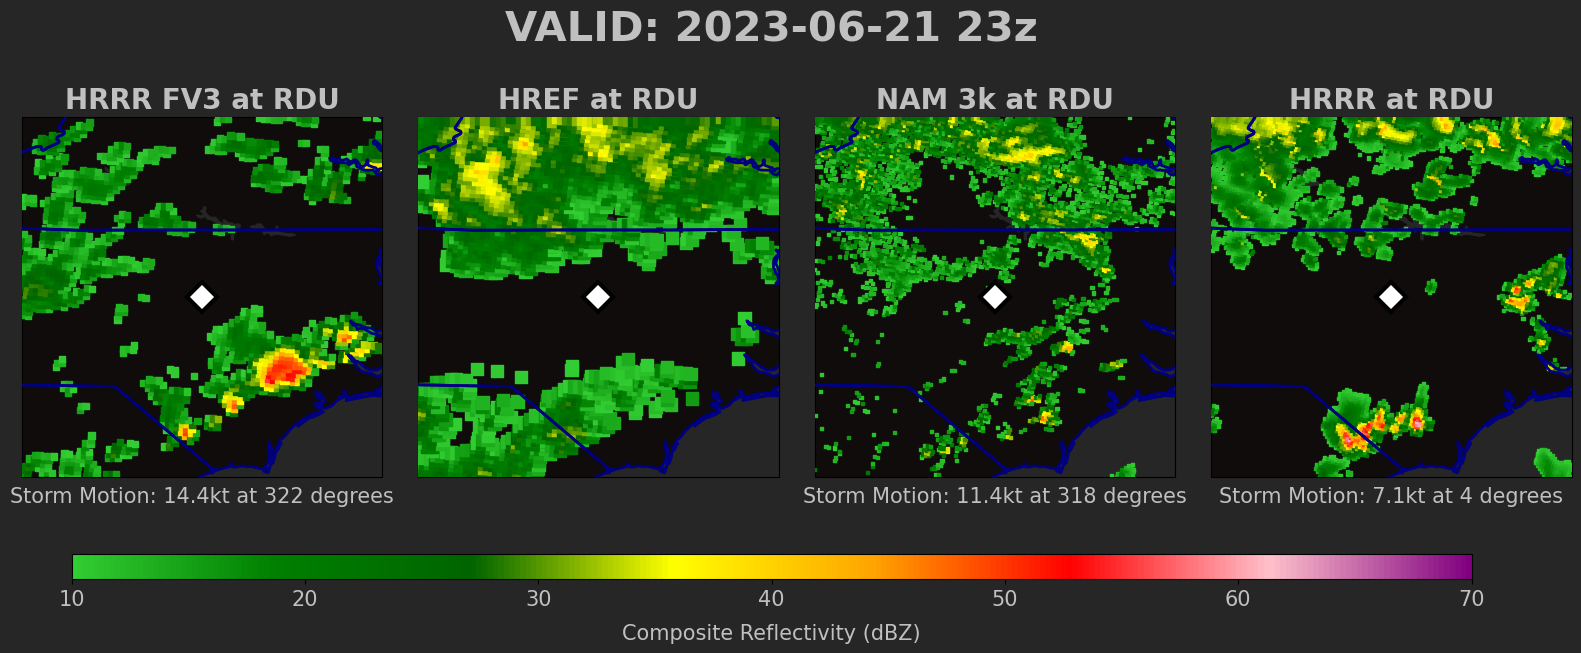 VALID: 2023-06-21 23z
HRRR FV3 at RDU
HREF at RDU
NAM 3k at RDU
HRRR at RDU
Storm Motion: 14.4kt at 322 degrees
Storm Motion: 11.4kt at 318 degrees
Storm Motion: 7.1kt at 4 degrees
10 20 30 40 50 60 70
Composite Reflectivity (dBZ)